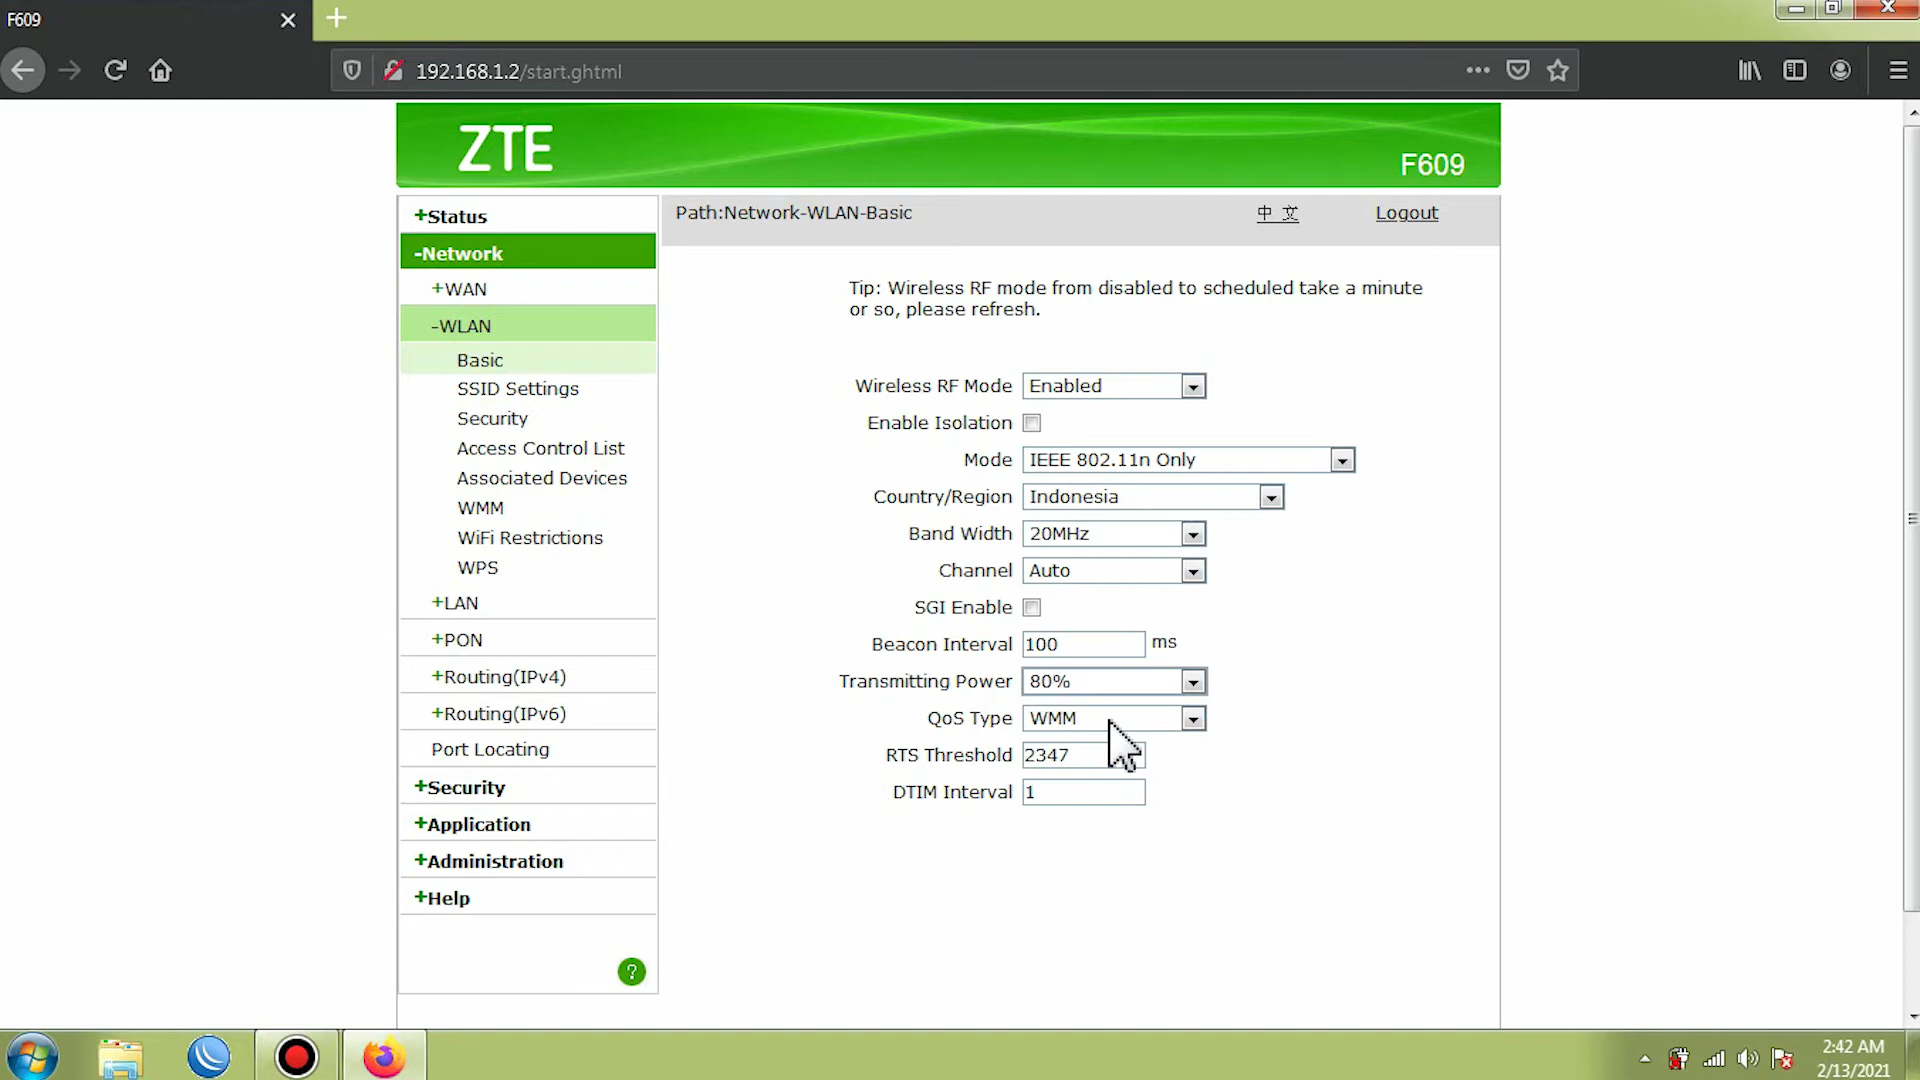 F609
192.168.1.2/start.ghtml
ZTE
F609
+Status
-Network
+WAN
-WLAN
Basic
SSID Settings
Security
Access Control List
Associated Devices
WMM
WiFi Restrictions
WPS
+LAN
+PON
+Routing(IPv4)
+Routing(IPv6)
Port Locating
+Security
+Application
+Administration
+Help
?
Path:Network-WLAN-Basic
中 文
Logout
Tip: Wireless RF mode from disabled to scheduled take a minute
or so, please refresh.
Wireless RF Mode Enabled
Enable Isolation
Mode IEEE 802.11n Only
Country/Region Indonesia
Band Width 20MHz
Channel Auto
SGI Enable
Beacon Interval 100 ms
Transmitting Power 80%
QoS Type WMM
RTS Threshold 2347
DTIM Interval 1
2:42 AM
2/13/2021